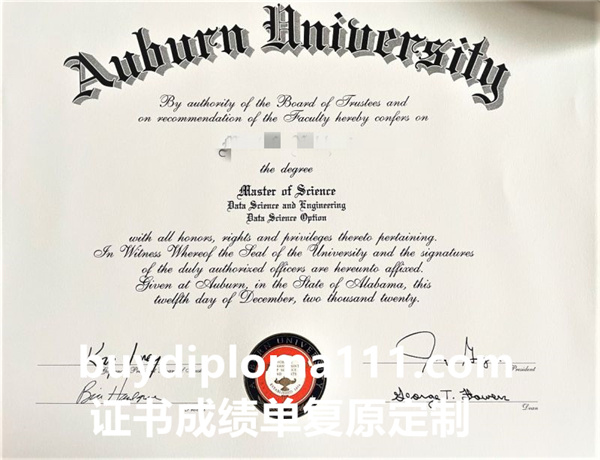 Auburn University
By authority of the Board of Trustees and
on recommendation of the Faculty hereby confers on
the degree
Master of Science
Data Science and Engineering
Data Science Option
with all honors, rights and privileges thereto pertaining.
In Witness Whereof the Seal of the University and the signatures
of the duly authorized officers are hereunto affixed.
Given at Auburn, in the State of Alabama, this
twelfth day of December, two thousand twenty.
buydiploma111.com
President
George T.
Dean
证书成绩单复原定制